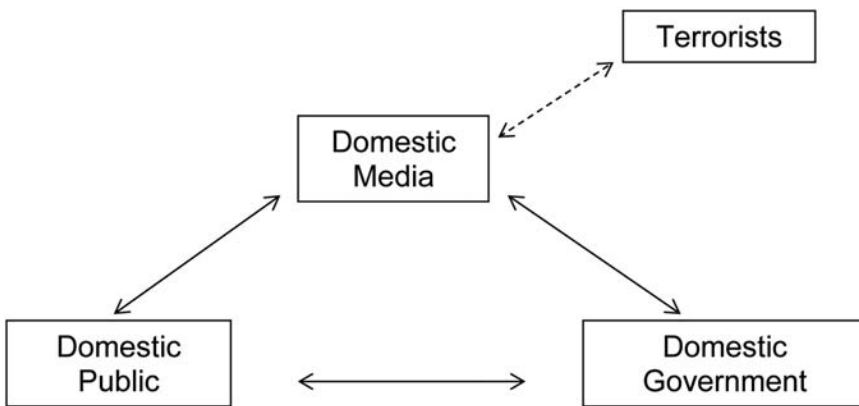 Terrorists
Domestic
Media
Domestic
Public
Domestic
Government